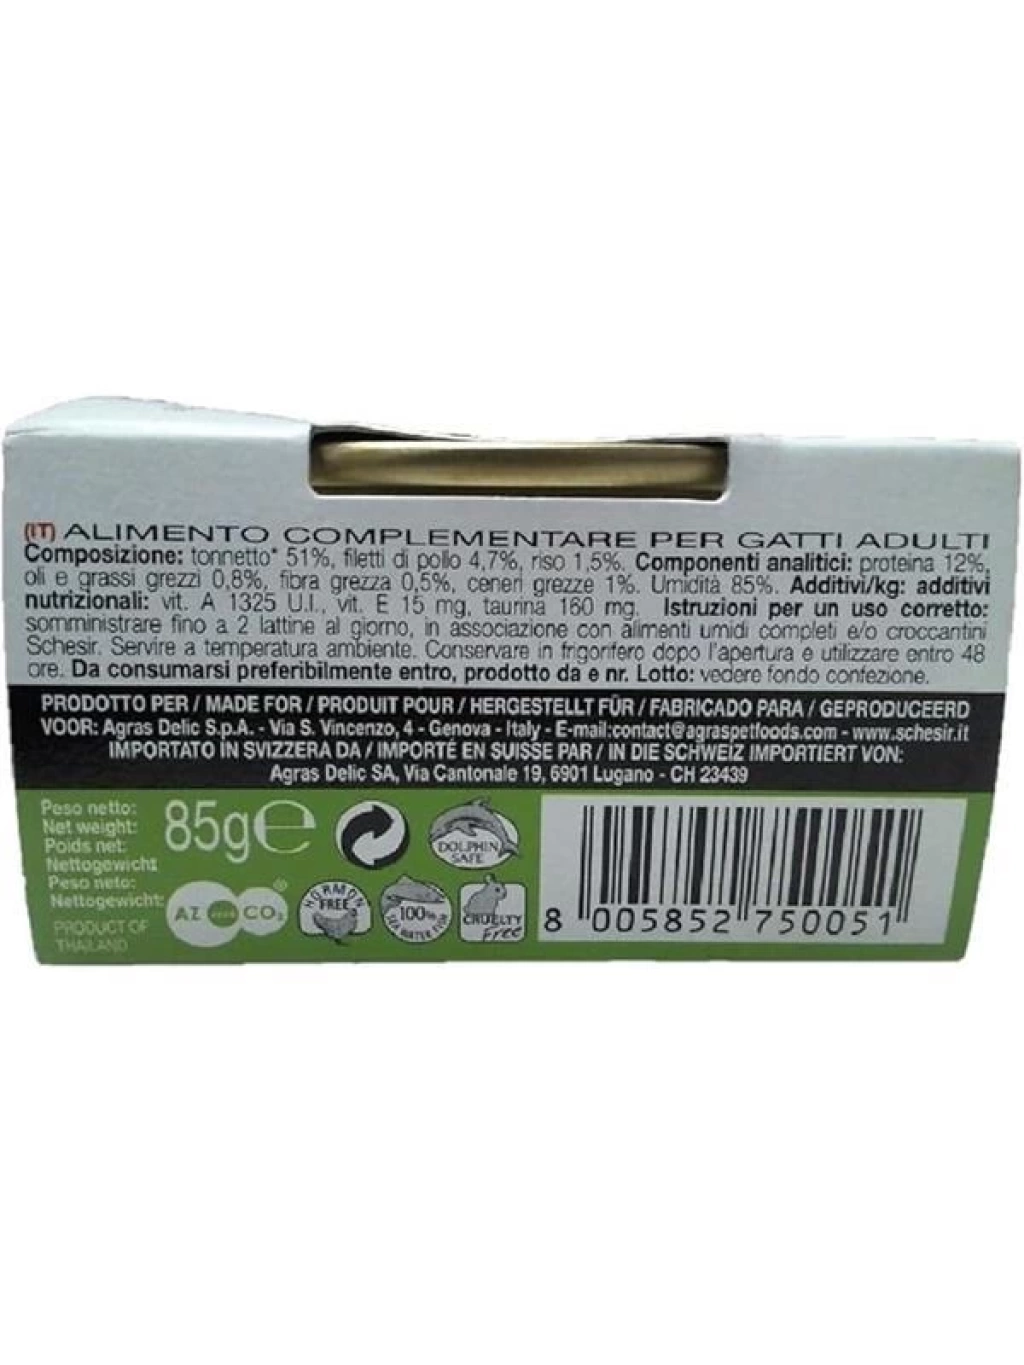 (IT) ALIMENTO COMPLEMENTARE PER GATTI ADULTI
Composizione: tonnetto* 51%, filetti di pollo 4,7%, riso 1,5%. Componenti analitici: proteina 12%,
oli e grassi grezzi 0,8%, fibra grezza 0,5%, ceneri grezze 1%. Umidità 85%. Additivi/kg: additivi
nutrizionali: vit. A 1325 U.I., vit. E 15 mg, taurina 160 mg. Istruzioni per un uso corretto:
somministrare fino a 2 lattine al giorno, in associazione con alimenti umidi completi e/o croccantini
Schesir. Servire a temperatura ambiente. Conservare in frigorifero dopo l'apertura e utilizzare entro 48
ore. Da consumarsi preferibilmente entro, prodotto da e nr. Lotto: vedere fondo confezione.
PRODOTTO PER / MADE FOR / PRODUIT POUR / HERGESTELLT FÜR / FABRICADO PARA / GEPRODUCEERD
VOOR: Agras Delic S.p.A. - Via S. Vincenzo, 4 - Genova - Italy - E-mail:contact@agraspetfoods.com - www.schesir.it
IMPORTATO IN SVIZZERA DA / IMPORTÉ EN SUISSE PAR / IN DIE SCHWEIZ IMPORTIERT VON:
Agras Delic SA, Via Cantonale 19, 6901 Lugano - CH 23439
Peso netto:
Net weight:
Poids net:
Nettogewicht
Peso neto:
Nettogewicht:
85g e
PRODUCT OF
THAILAND
AZ CO2 ®
DOLPHIN
SAFE
HORMON
FREE
100%
SEA WATER FISH
CRUELTY
Free
8 005852 750051